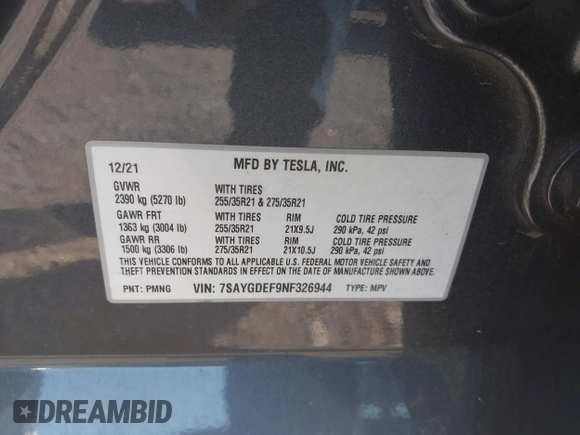 12/21 MFD BY TESLA, INC.
GVWR WITH TIRES
2390 kg (5270 lb) 255/35R21 & 275/35R21
GAWR FRT WITH TIRES RIM COLD TIRE PRESSURE
1363 kg (3004 lb) 255/35R21 21X9.5J 290 kPa, 42 psi
GAWR RR WITH TIRES RIM COLD TIRE PRESSURE
1500 kg (3306 lb) 275/35R21 21X10.5J 290 kPa, 42 psi
THIS VEHICLE CONFORMS TO ALL APPLICABLE U.S. FEDERAL MOTOR VEHICLE SAFETY AND
THEFT PREVENTION STANDARDS IN EFFECT ON THE DATE OF MANUFACTURE SHOWN ABOVE.
PNT: PMNG VIN: 7SAYGDEF9NF326944 TYPE: MPV
DREAMBID